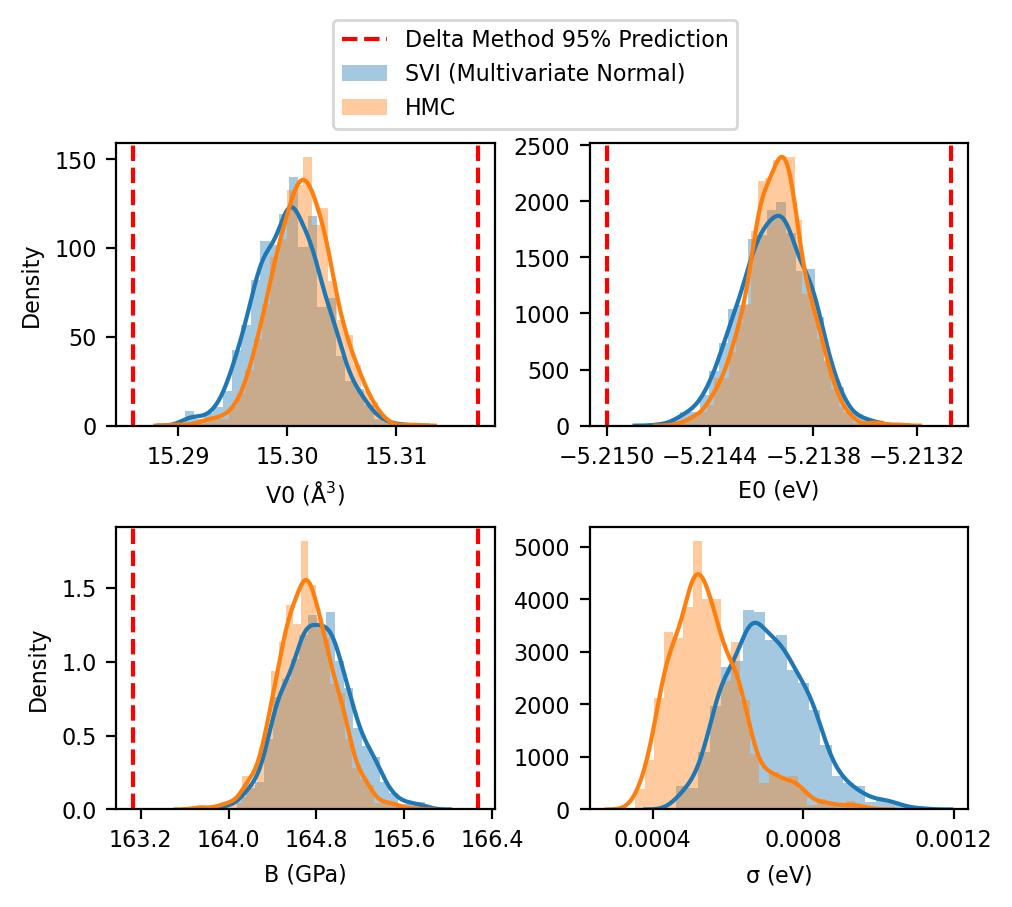 Delta Method 95% Prediction
SVI (Multivariate Normal)
HMC
150
100
50
0
Density
15.29 15.30 15.31
V0 (Å³)
2500
2000
1500
1000
500
0
−5.2150 −5.2144 −5.2138 −5.2132
E0 (eV)
1.5
1.0
0.5
0.0
Density
163.2 164.0 164.8 165.6 166.4
B (GPa)
5000
4000
3000
2000
1000
0
0.0004 0.0008 0.0012
σ (eV)